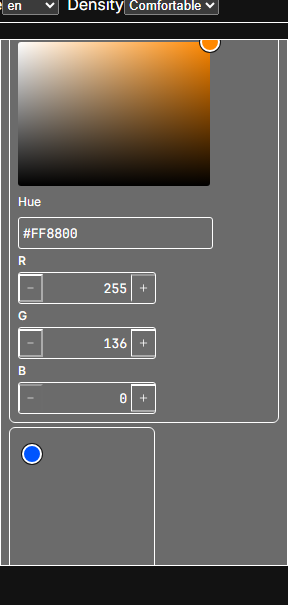 en Density Comfortable
Hue
#FF8800
R
− 255 +
G
− 136 +
B
− 0 +